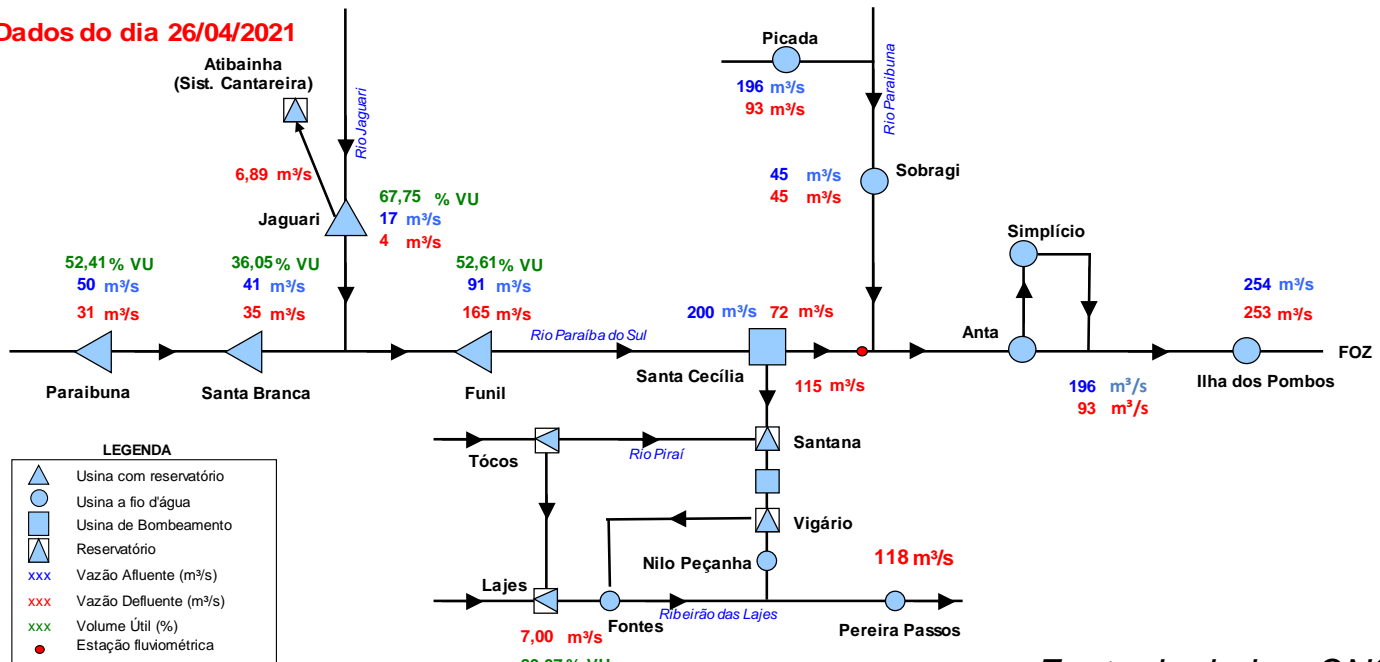 Dados do dia 26/04/2021
Atibainha
(Sist. Cantareira)
6,89 m³/s
Rio Jaguari
Jaguari
67,75 % VU
17 m³/s
4 m³/s
Picada
196 m³/s
93 m³/s
Rio Paraibuna
45 m³/s
45 m³/s
Sobragi
Simplício
52,41 % VU
50 m³/s
31 m³/s
Paraibuna
36,05 % VU
41 m³/s
35 m³/s
Santa Branca
52,61 % VU
91 m³/s
165 m³/s
Funil
Rio Paraíba do Sul
200 m³/s 72 m³/s
Santa Cecília
115 m³/s
Anta
196 m³/s
93 m³/s
254 m³/s
253 m³/s
Ilha dos Pombos
FOZ
Tócos
Rio Piraí
Santana
Vigário
Nilo Peçanha
118 m³/s
Lajes
7,00 m³/s
Fontes
Ribeirão das Lajes
Pereira Passos
LEGENDA
Usina com reservatório
Usina a fio d'água
Usina de Bombeamento
Reservatório
xxx Vazão Afluente (m³/s)
xxx Vazão Defluente (m³/s)
xxx Volume Útil (%)
Estação fluviométrica